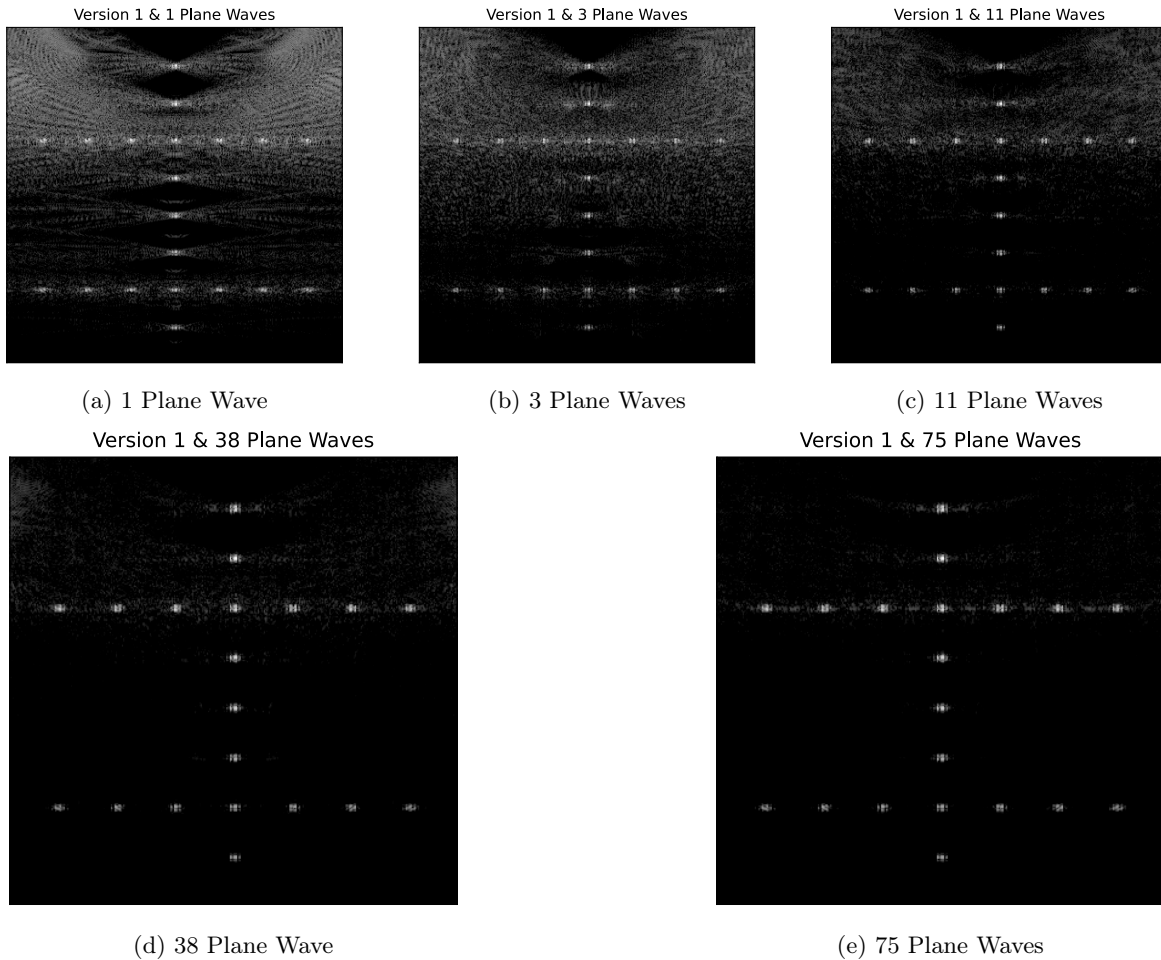 Version 1 & 1 Plane Waves
Version 1 & 3 Plane Waves
Version 1 & 11 Plane Waves
(a) 1 Plane Wave
(b) 3 Plane Waves
(c) 11 Plane Waves
Version 1 & 38 Plane Waves
Version 1 & 75 Plane Waves
(d) 38 Plane Wave
(e) 75 Plane Waves